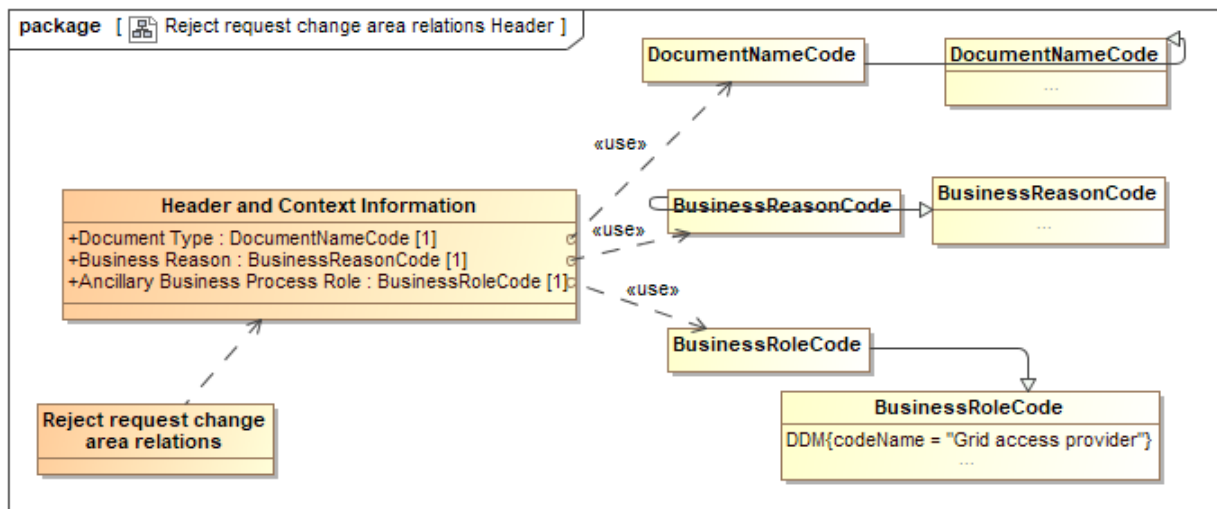 package [ Reject request change area relations Header ]
DocumentNameCode
DocumentNameCode
...
«use»
Header and Context Information
+Document Type : DocumentNameCode [1]
+Business Reason : BusinessReasonCode [1]
+Ancillary Business Process Role : BusinessRoleCode [1]
«use»
BusinessReasonCode
BusinessReasonCode
...
«use»
BusinessRoleCode
BusinessRoleCode
DDM{codeName = "Grid access provider"}
...
Reject request change
area relations